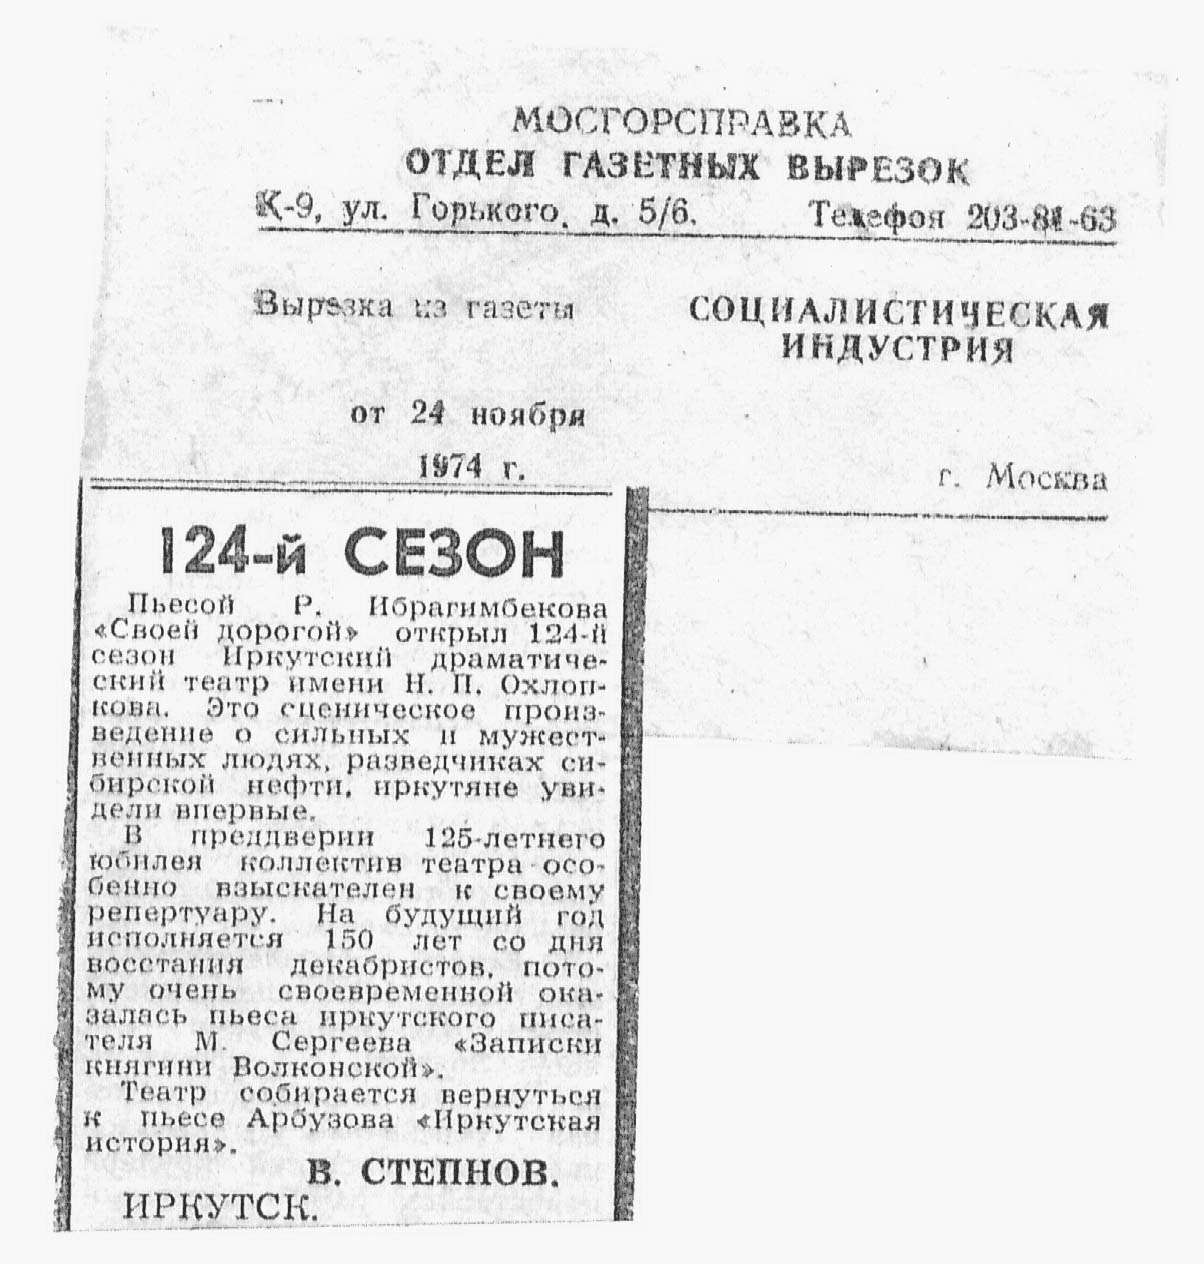 МОСГОРСПРАВКА
ОТДЕЛ ГАЗЕТНЫХ ВЫРЕЗОК
К-9, ул. Горького, д. 5/6. Телефон 203-81-63
Вырезка из газеты
СОЦИАЛИСТИЧЕСКАЯ
ИНДУСТРИЯ
от 24 ноября
1974 г.
г. Москва
124-й СЕЗОН
Пьесой Р. Ибрагимбекова
«Своей дорогой» открыл 124-й
сезон Иркутский драматиче-
ский театр имени Н. П. Охлоп-
кова. Это сценическое произ-
ведение о сильных и мужест-
венных людях, разведчиках си-
бирской нефти, иркутяне уви-
дели впервые.
В преддверии 125-летнего
юбилея коллектив театра осо-
бенно взыскателен к своему
репертуару. На будущий год
исполняется 150 лет со дня
восстания декабристов, пото-
му очень своевременной ока-
залась пьеса иркутского писа-
теля М. Сергеева «Записки
княгини Волконской».
Театр собирается вернуться
к пьесе Арбузова «Иркутская
история».
В. СТЕПНОВ.
ИРКУТСК.